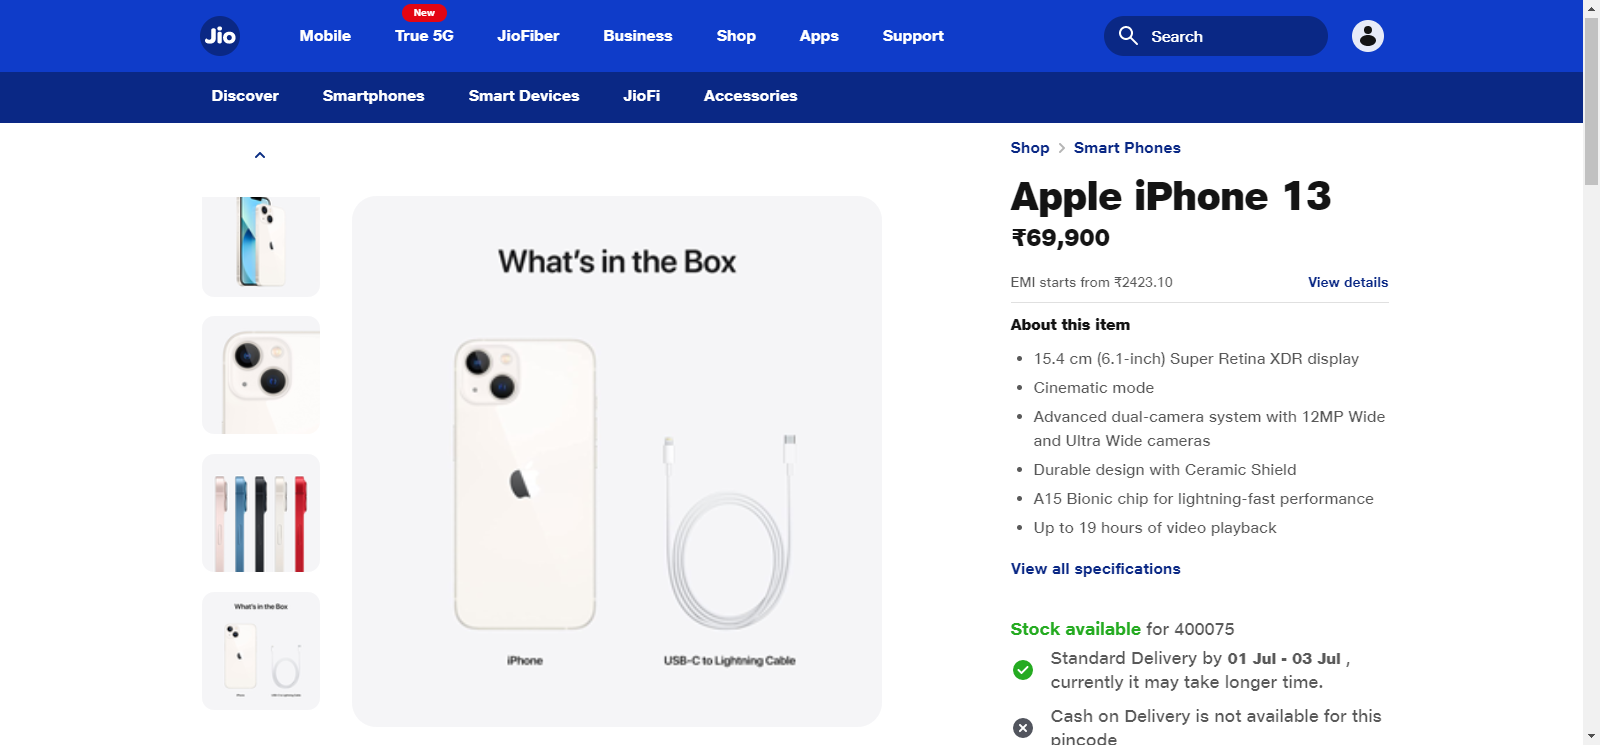 New
Jio
Mobile
True 5G
JioFiber
Business
Shop
Apps
Support
Search
Discover
Smartphones
Smart Devices
JioFi
Accessories
What's in the Box
iPhone
USB-C to Lightning Cable
What's in the Box
iPhone
USB-C to Lightning Cable
Shop
Smart Phones
Apple iPhone 13
₹69,900
EMI starts from ₹2423.10
View details
About this item
15.4 cm (6.1-inch) Super Retina XDR display
Cinematic mode
Advanced dual-camera system with 12MP Wide
and Ultra Wide cameras
Durable design with Ceramic Shield
A15 Bionic chip for lightning-fast performance
Up to 19 hours of video playback
View all specifications
Stock available for 400075
Standard Delivery by 01 Jul - 03 Jul ,
currently it may take longer time.
Cash on Delivery is not available for this
pincode